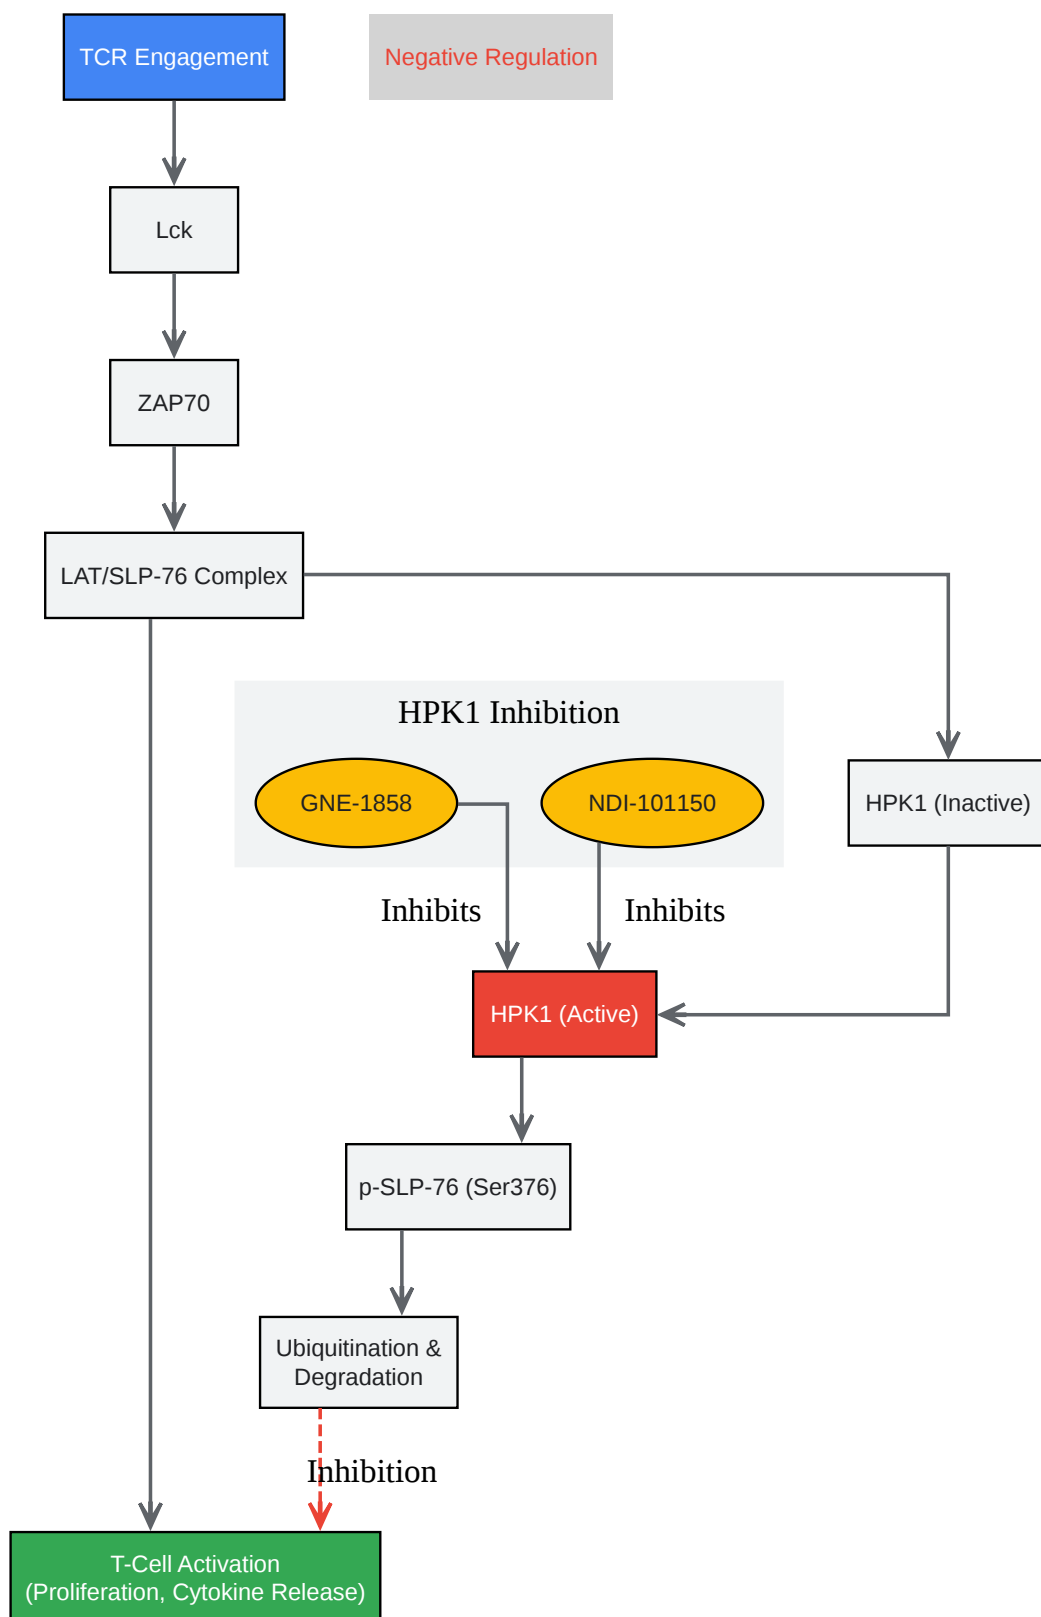 TCR Engagement
Negative Regulation
Lck
ZAP70
LAT/SLP-76 Complex
HPK1 Inhibition
GNE-1858
NDI-101150
HPK1 (Inactive)
Inhibits
Inhibits
HPK1 (Active)
p-SLP-76 (Ser376)
Ubiquitination &
Degradation
Inhibition
T-Cell Activation
(Proliferation, Cytokine Release)